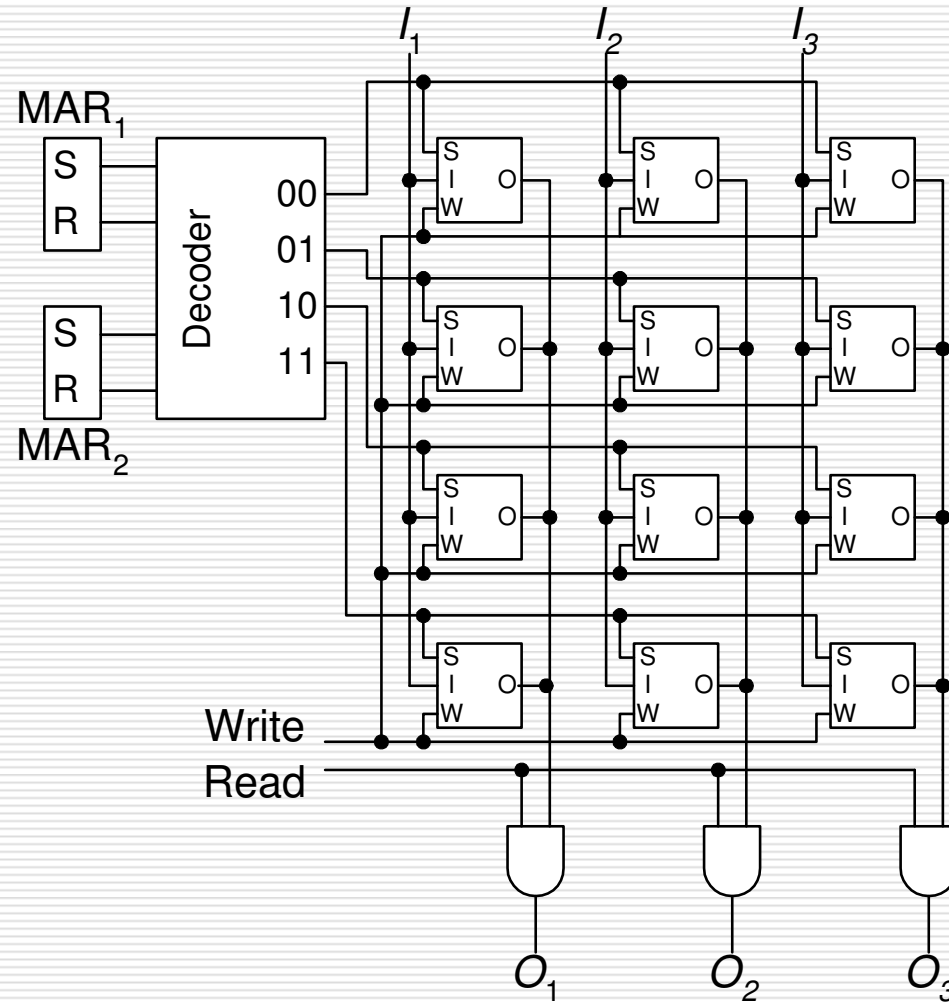 I1 I2 I3
MAR1
S
R
Decoder
00
01
10
11
S
R
MAR2
S S S
I O I O I O
W W W
S S S
I O I O I O
W W W
S S S
I O I O I O
W W W
S S S
I O I O I O
W W W
Write
Read
O1 O2 O3